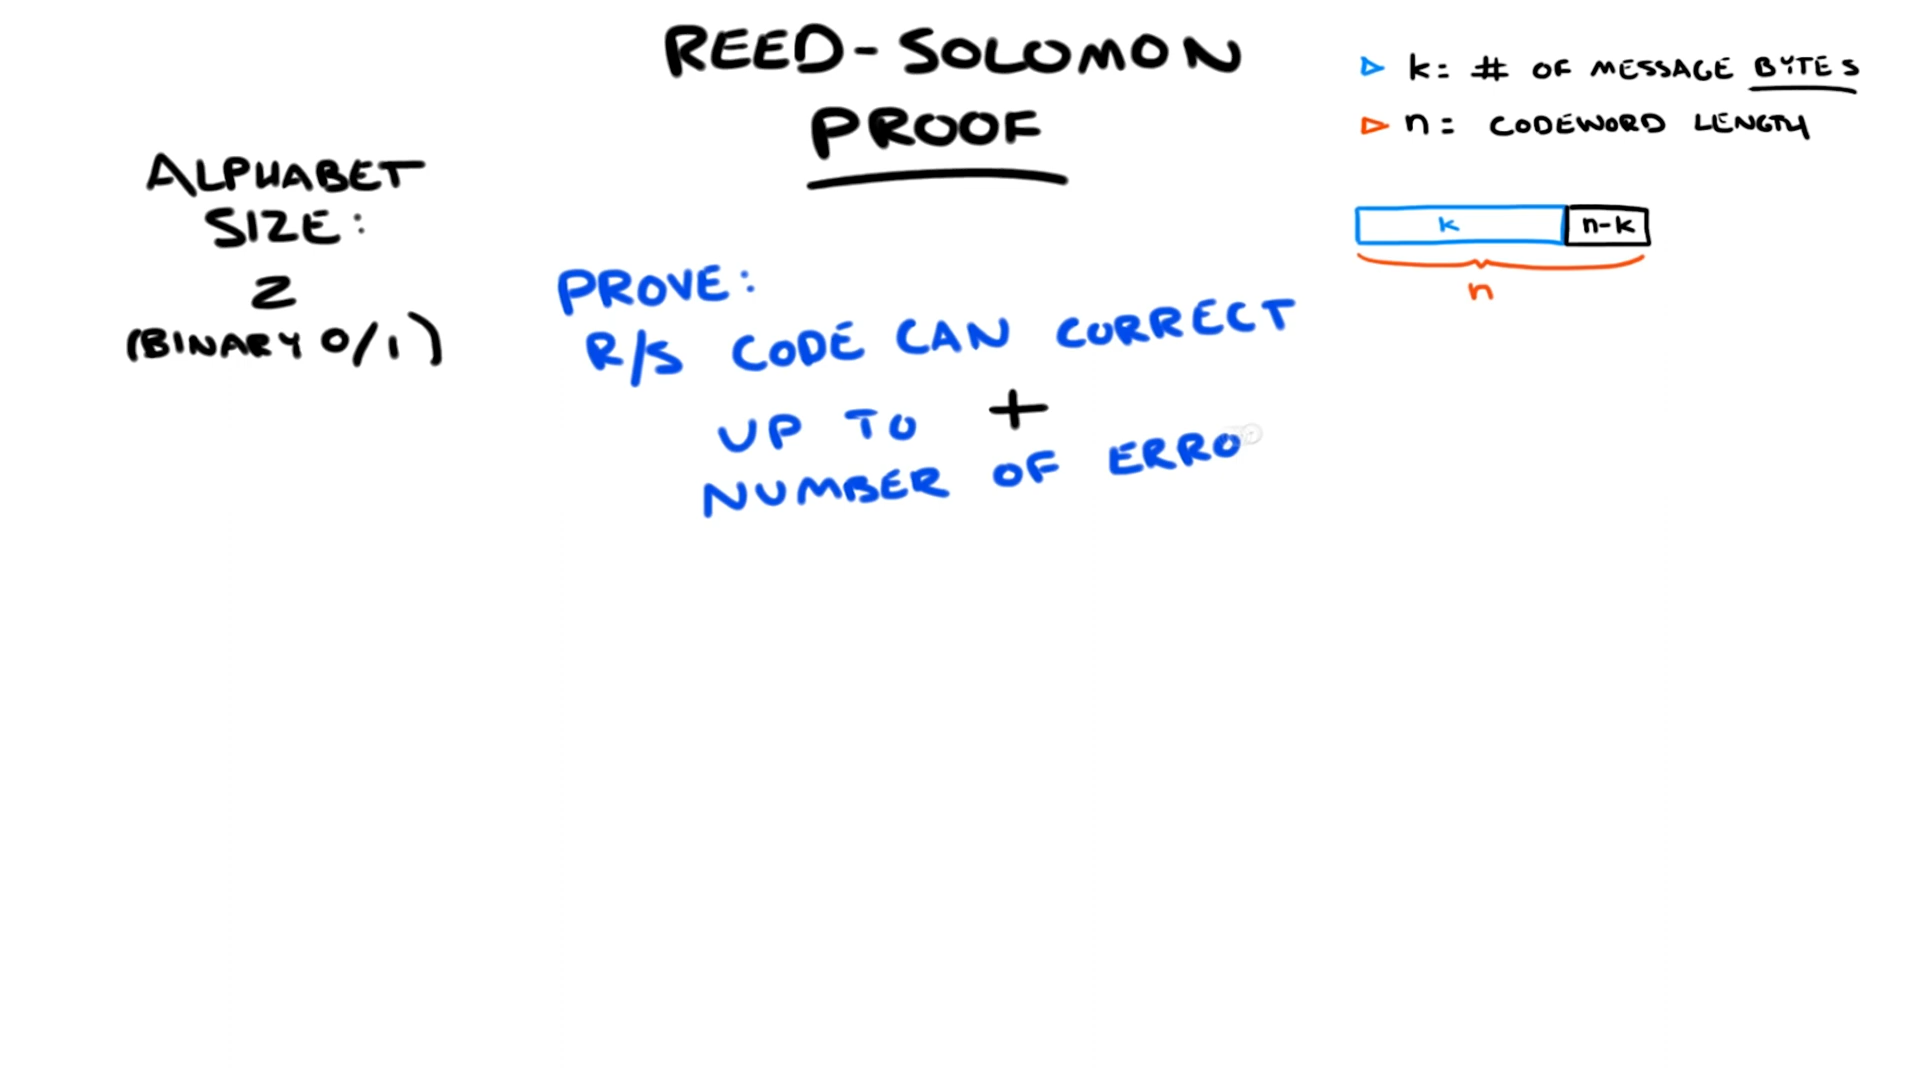 REED-SOLOMON
PROOF
k= # OF MESSAGE BYTES
n= CODEWORD LENGTH
k n-k
n
ALPHABET
SIZE:
2
(BINARY 0/1)
PROVE:
R/S CODE CAN CORRECT
UP TO t
NUMBER OF ERRO